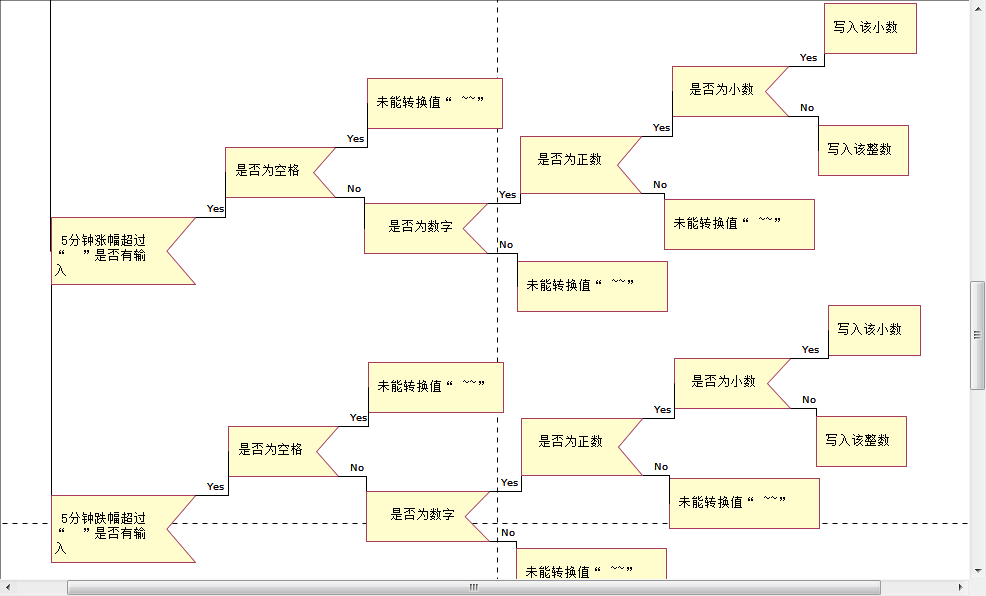 写入该小数
Yes
是否为小数
No
写入该整数
未能转换值“ ~~”
Yes
是否为空格
No
Yes
是否为正数
No
未能转换值“ ~~”
Yes
是否为数字
No
未能转换值“ ~~”
Yes
5分钟涨幅超过
“ ”是否有输
入
写入该小数
Yes
是否为小数
No
写入该整数
未能转换值“ ~~”
Yes
是否为空格
No
Yes
是否为正数
No
未能转换值“ ~~”
Yes
是否为数字
No
未能转换值“ ~~”
Yes
5分钟跌幅超过
“ ”是否有输
入